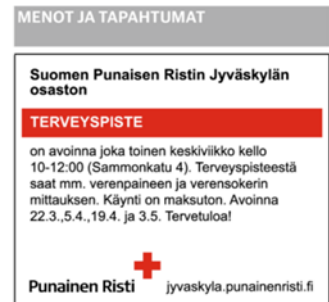 MENOT JA TAPAHTUMAT
Suomen Punaisen Ristin Jyväskylän
osaston
TERVEYSPISTE
on avoinna joka toinen keskiviikko kello
10-12:00 (Sammonkatu 4). Terveyspisteestä
saat mm. verenpaineen ja verensokerin
mittauksen. Käynti on maksuton. Avoinna
22.3.,5.4.,19.4. ja 3.5. Tervetuloa!
Punainen Risti jyvaskyla.punainenristi.fi